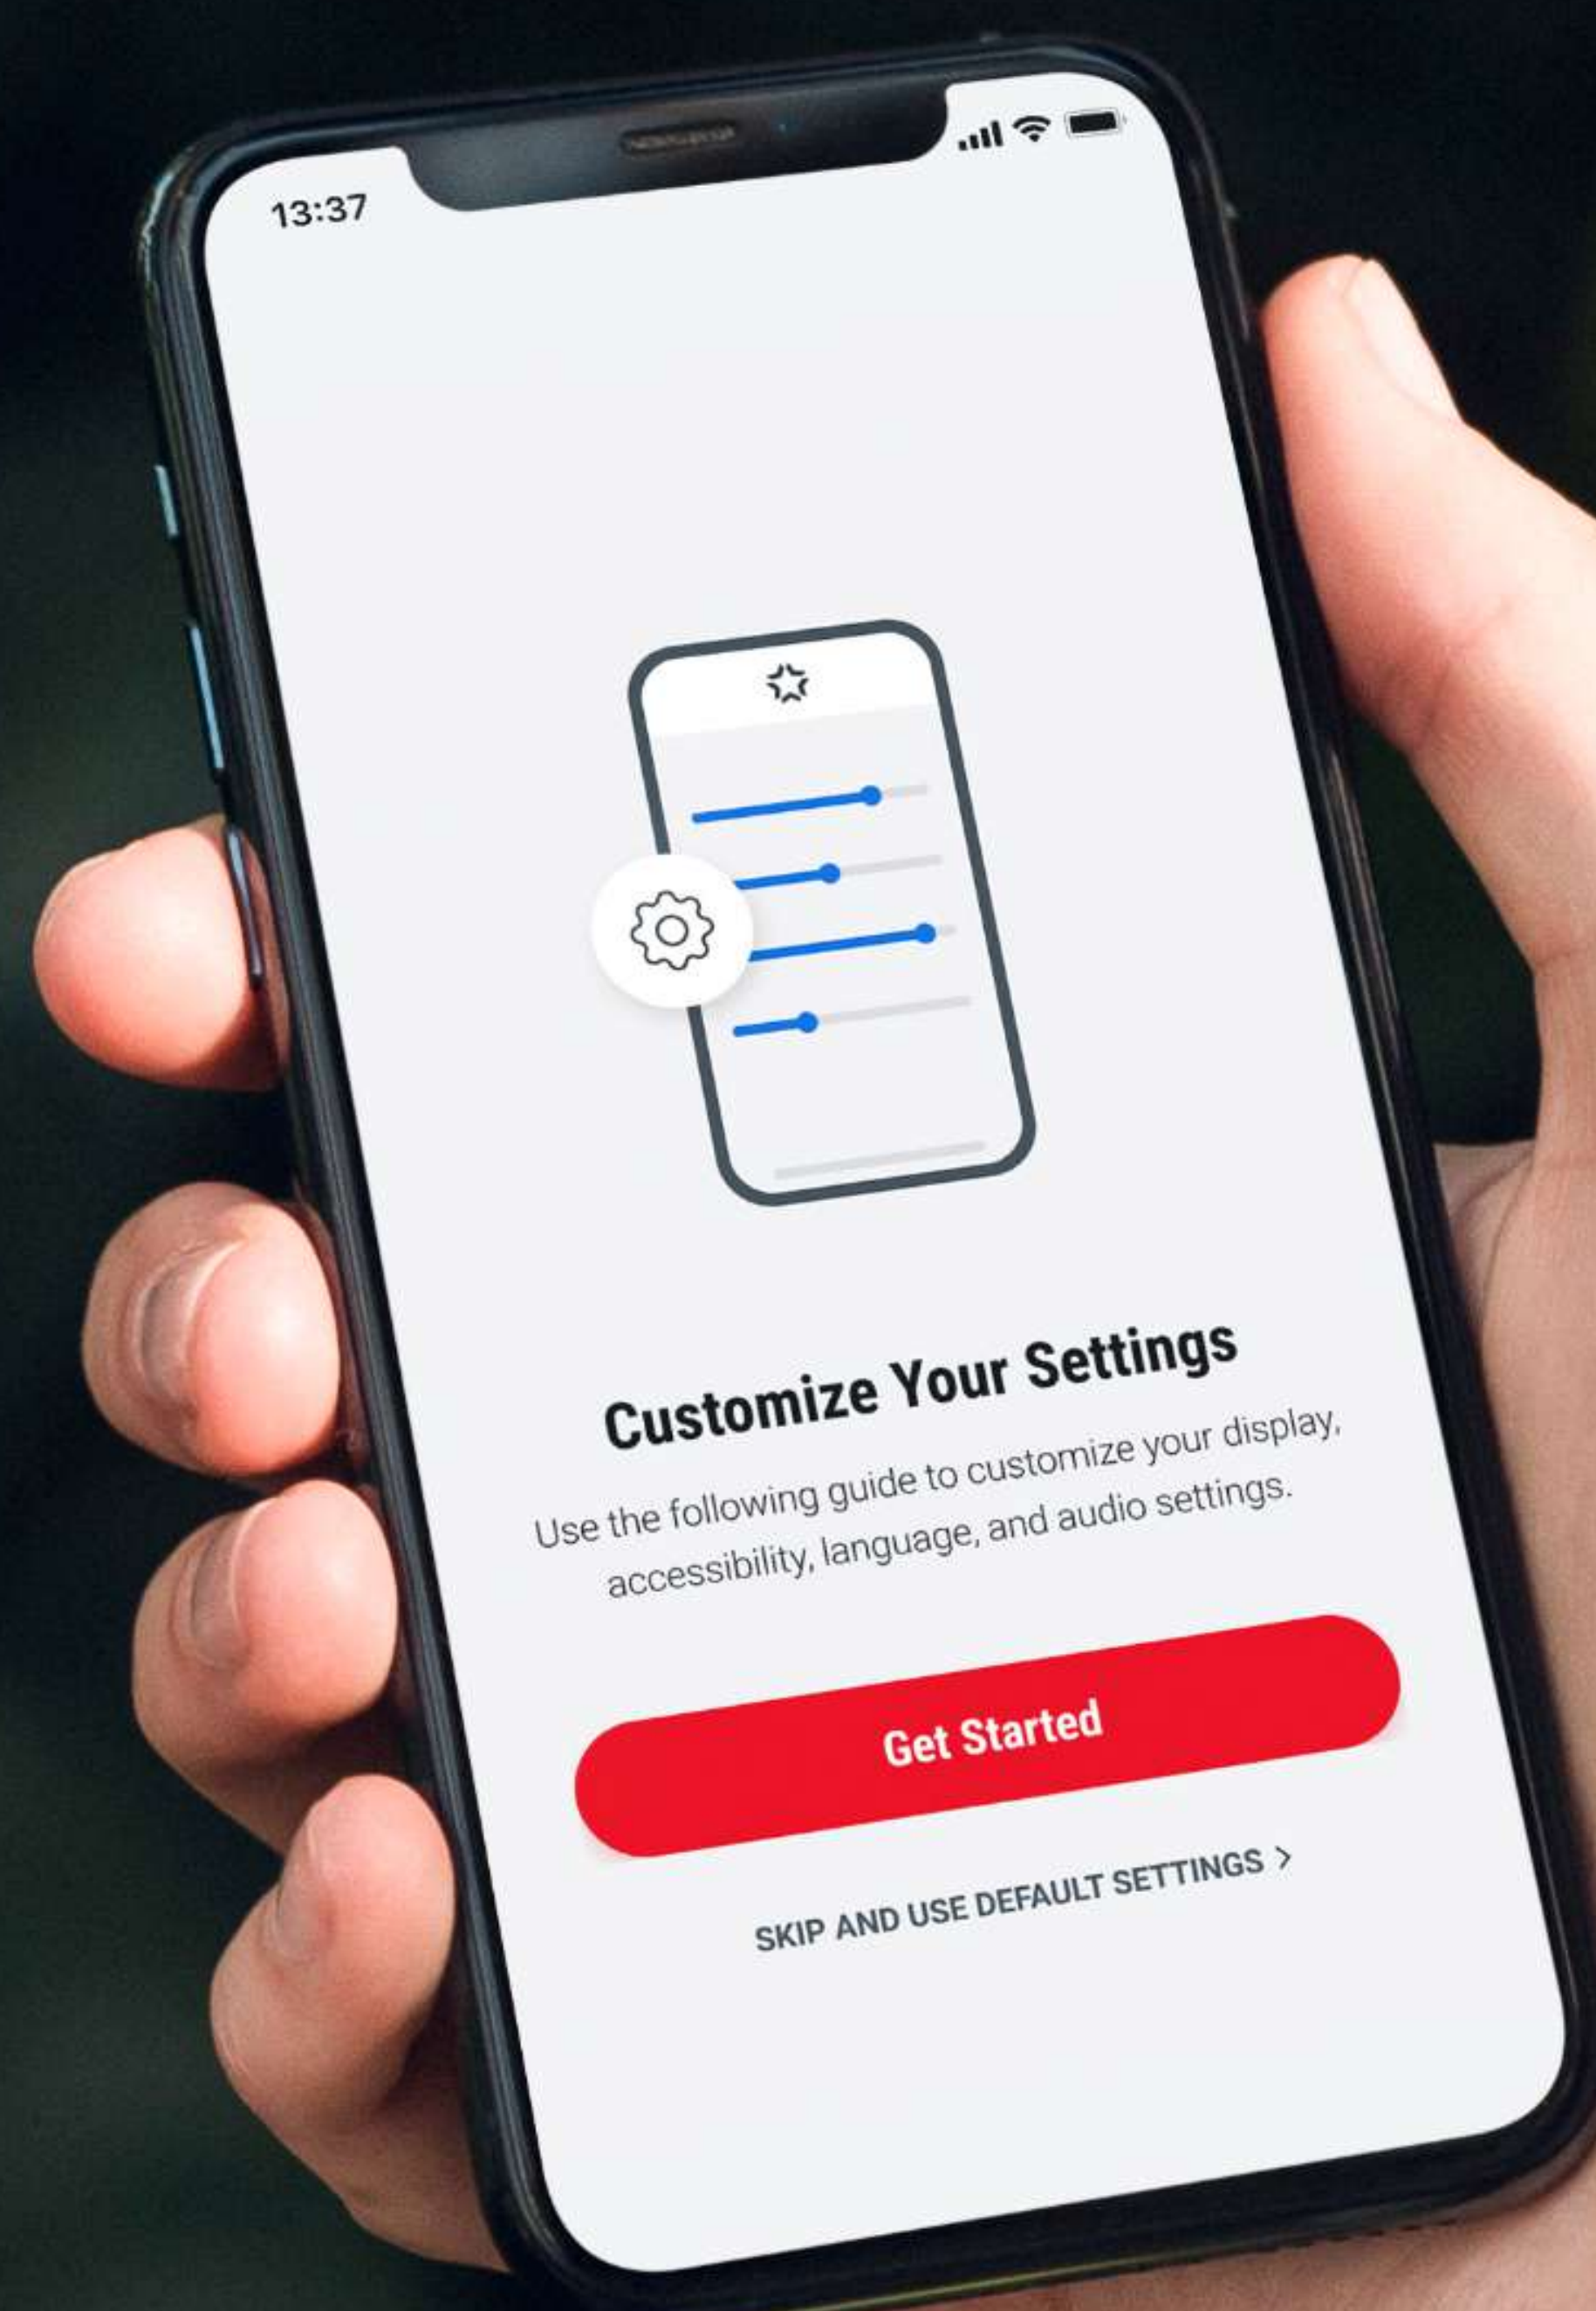 13:37
Customize Your Settings
Use the following guide to customize your display,
accessibility, language, and audio settings.
Get Started
SKIP AND USE DEFAULT SETTINGS >